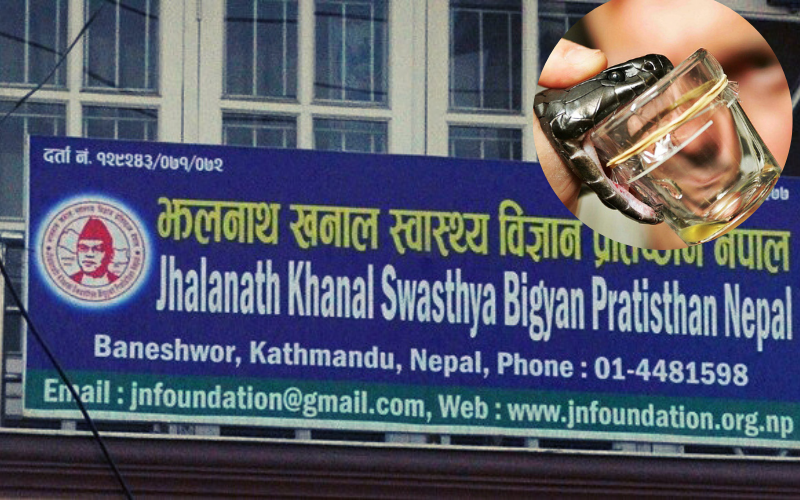 दर्ता नं. १२९२४३/०७१/०७२
झलनाथ खनाल स्वास्थ्य विज्ञान प्रतिष्ठान नेपाल
Jhalanath Khanal Swasthya Bigyan Pratisthan Nepal
Baneshwor, Kathmandu, Nepal, Phone : 01-4481598
Email : jnfoundation@gmail.com, Web : www.jnfoundation.org.np